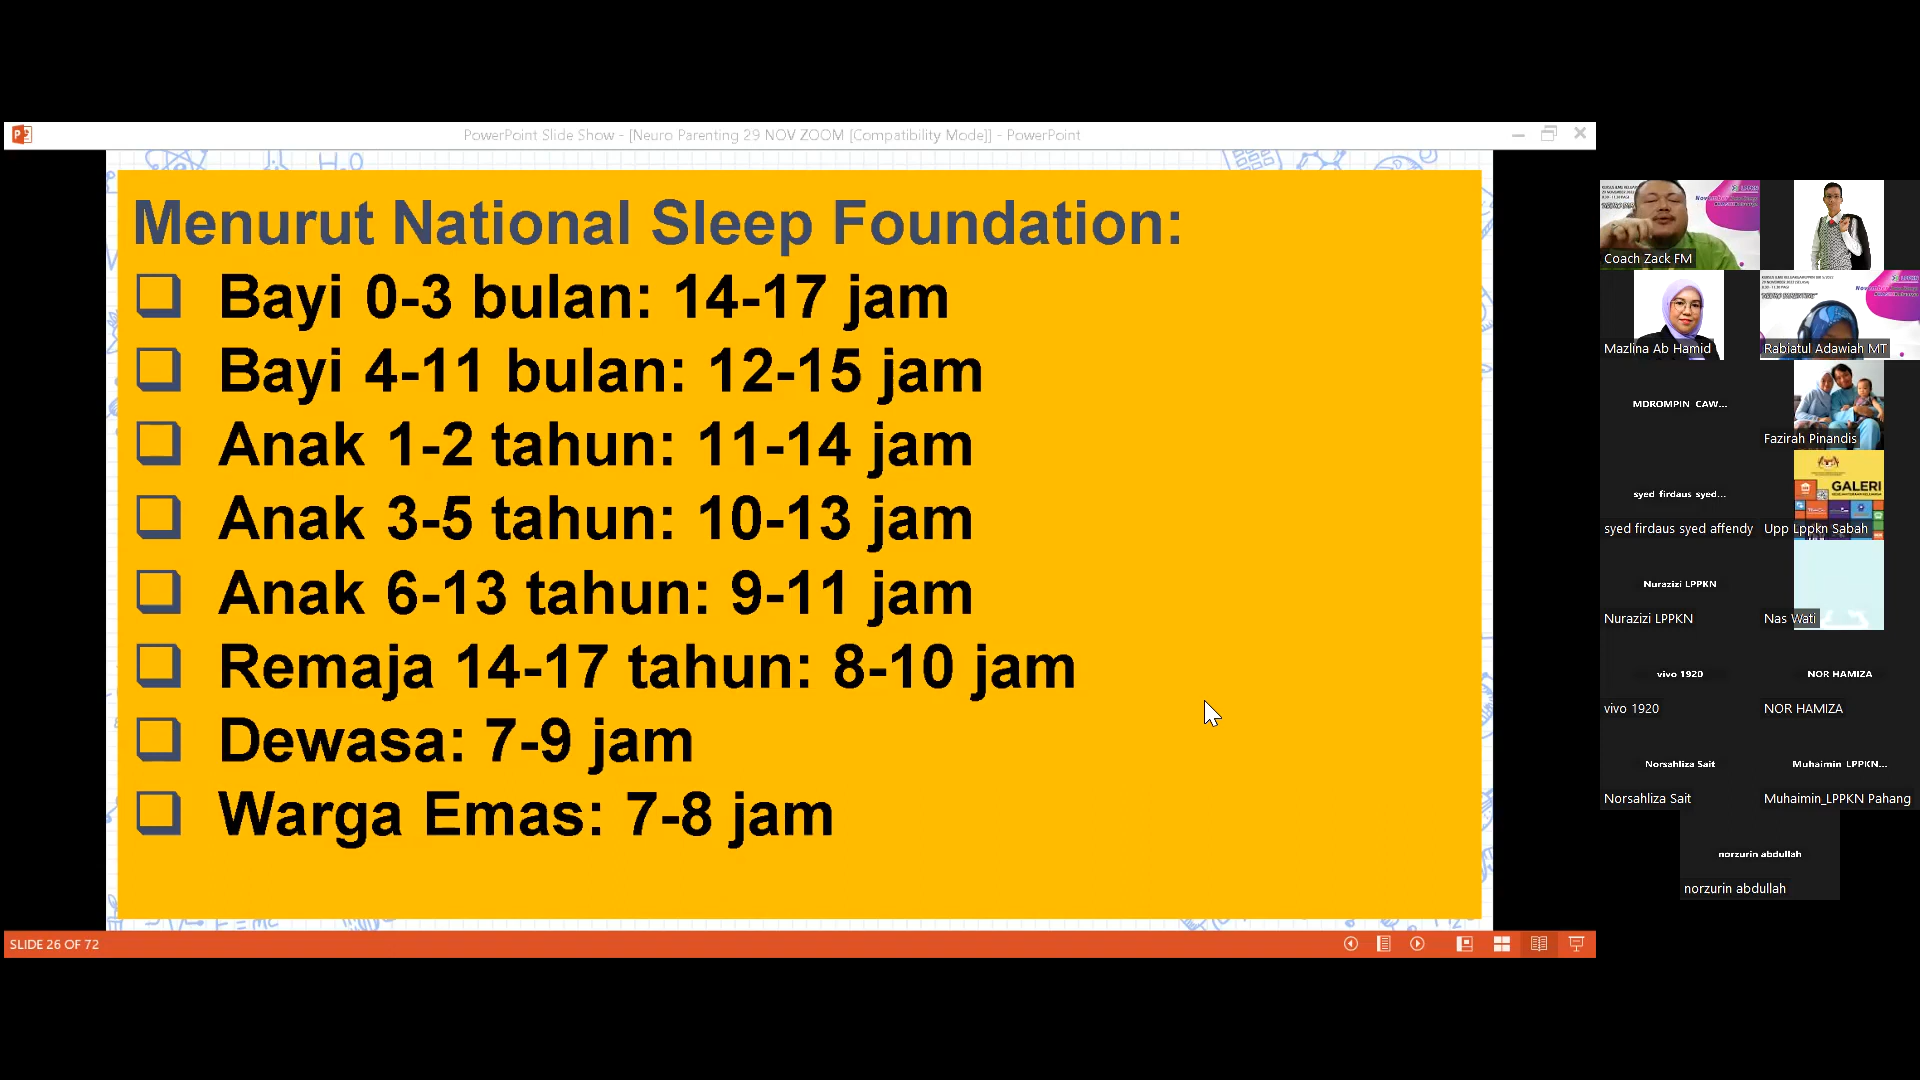 PowerPoint Slide Show - [Neuro Parenting 29 NOV ZOOM [Compatibility Mode]] - PowerPoint
H₂O
Menurut National Sleep Foundation:
Bayi 0-3 bulan: 14-17 jam
Bayi 4-11 bulan: 12-15 jam
Anak 1-2 tahun: 11-14 jam
Anak 3-5 tahun: 10-13 jam
Anak 6-13 tahun: 9-11 jam
Remaja 14-17 tahun: 8-10 jam
Dewasa: 7-9 jam
Warga Emas: 7-8 jam
SLIDE 26 OF 72
Coach Zack FM
Mazlina Ab Hamid
Rabiatul Adawiah MT
MDROMPIN CAW...
Fazirah Pinandis
syed firdaus syed...
syed firdaus syed affendy
GALERI
Upp Lppkn Sabah
Nurazizi LPPKN
Nurazizi LPPKN
Nas Wati
vivo 1920
vivo 1920
NOR HAMIZA
NOR HAMIZA
Norsahliza Sait
Norsahliza Sait
Muhaimin_LPPKN...
Muhaimin_LPPKN Pahang
norzurin abdullah
norzurin abdullah